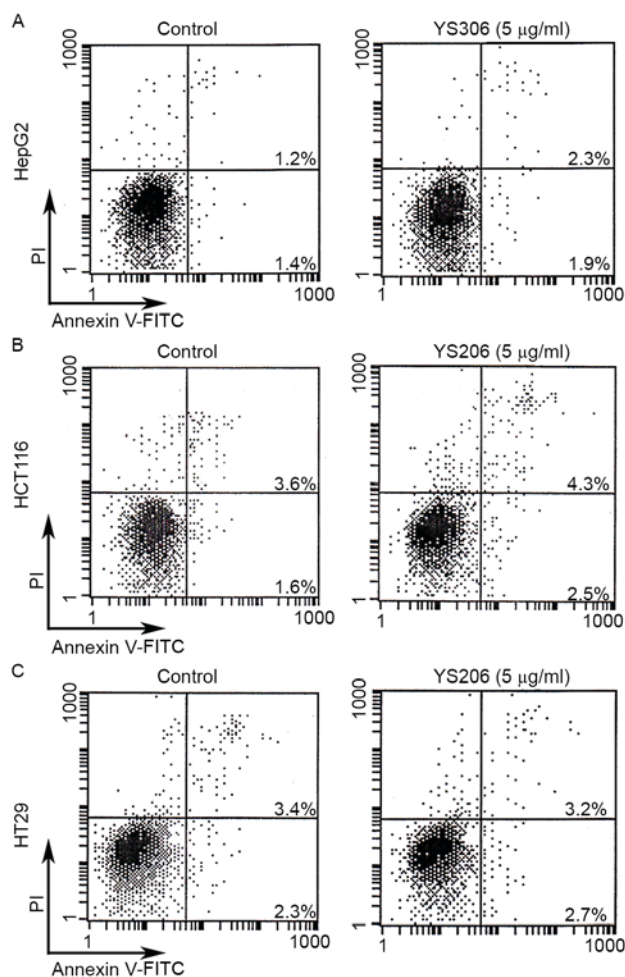 A
Control
YS306 (5 μg/ml)
HepG2
PI
1000
1
1.2%
1.4%
1
1000
Annexin V-FITC
1000
1
2.3%
1.9%
1
1000
B
Control
YS206 (5 μg/ml)
HCT116
PI
1000
1
3.6%
1.6%
1
1000
Annexin V-FITC
1000
1
4.3%
2.5%
1
1000
C
Control
YS206 (5 μg/ml)
HT29
PI
1000
1
3.4%
2.3%
1
1000
Annexin V-FITC
1000
1
3.2%
2.7%
1
1000